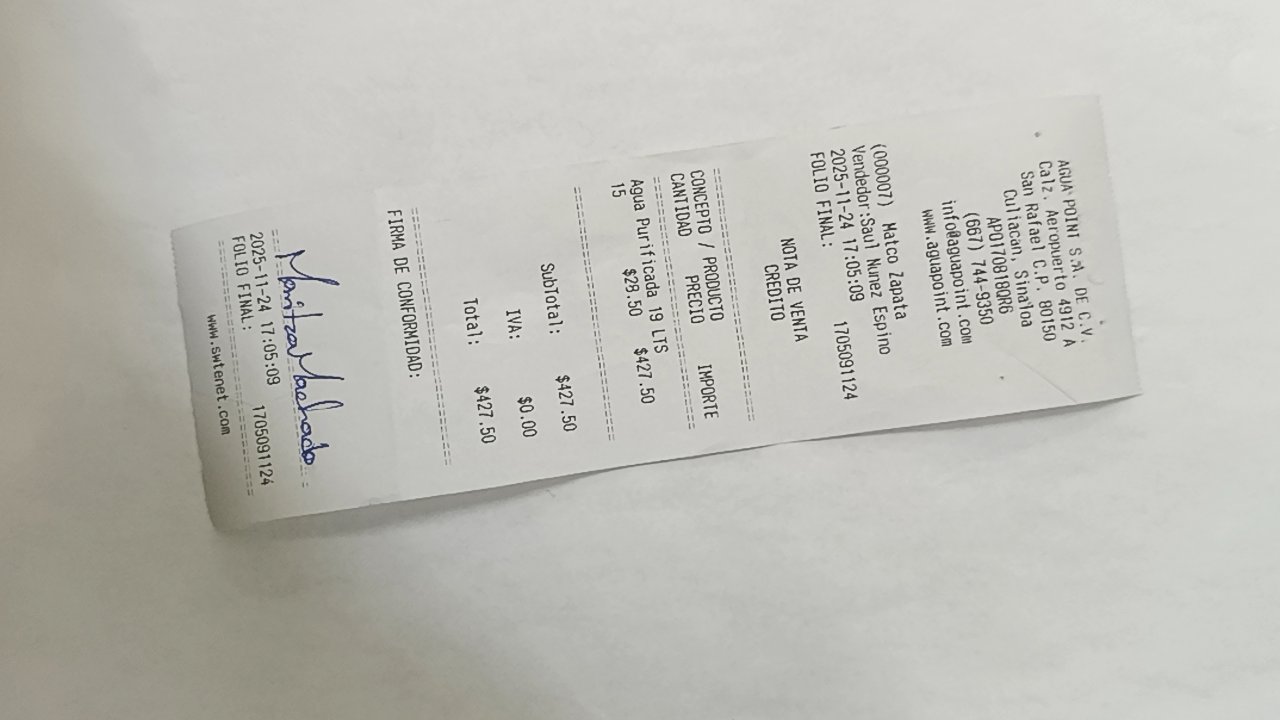 AGUA POINT S.A. DE C.V.
Calz. Aeropuerto 4912 A
San Rafael C.P. 80150
Culiacan, Sinaloa
APO170818QR6
(667) 744-9350
info@aguapoint.com
www.aguapoint.com
(000007) Matco Zapata
Vendedor:Saul Nunez Espino
2025-11-24 17:05:09 1705091124
FOLIO FINAL:
NOTA DE VENTA
CREDITO
CONCEPTO / PRODUCTO
CANTIDAD PRECIO IMPORTE
Agua Purificada 19 LTS
15 $28.50 $427.50
SubTotal: $427.50
IVA: $0.00
Total: $427.50
FIRMA DE CONFORMIDAD:
Maritza Machado
2025-11-24 17:05:09 1705091124
FOLIO FINAL:
www.swtenet.com